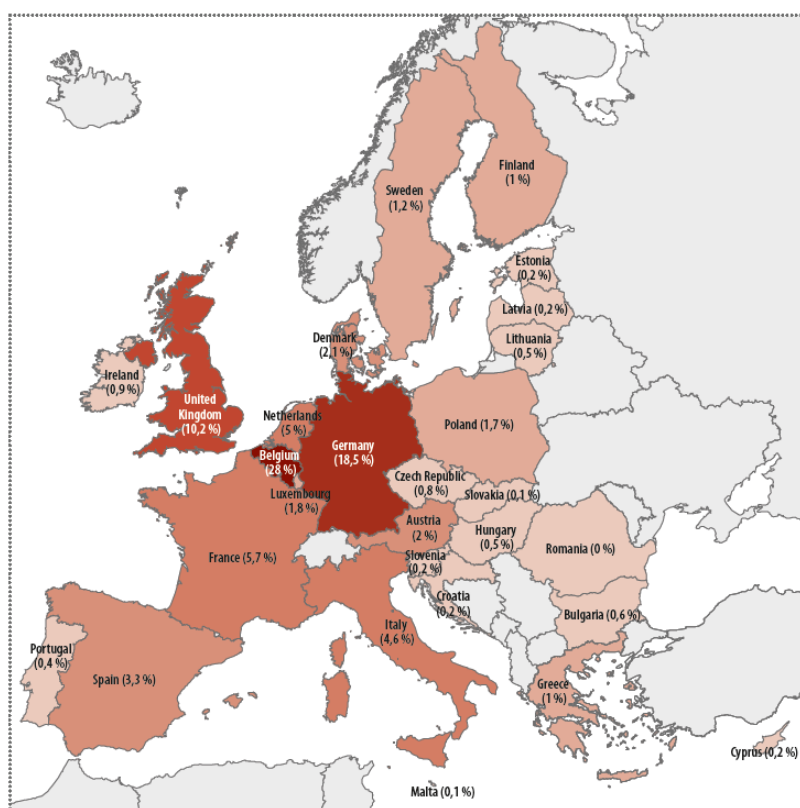 Finland
(1 %)
Sweden
(1,2 %)
Estonia
(0,2 %)
Latvia (0,2 %)
Lithuania
(0,5 %)
Denmark
(2,1 %)
Ireland
(0,9 %)
United
Kingdom
(10,2 %)
Netherlands
(5 %)
Poland (1,7 %)
Germany
(18,5 %)
Belgium
(28 %)
Luxembourg
(1,8 %)
Czech Republic
(0,8 %)
Slovakia (0,1 %)
Austria
(2 %)
Hungary
(0,5 %)
Romania (0 %)
France (5,7 %)
Slovenia
(0,2 %)
Croatia
(0,2 %)
Bulgaria (0,6 %)
Italy
(4,6 %)
Portugal
(0,4 %)
Spain (3,3 %)
Greece
(1 %)
Cyprus (0,2 %)
Malta (0,1 %)